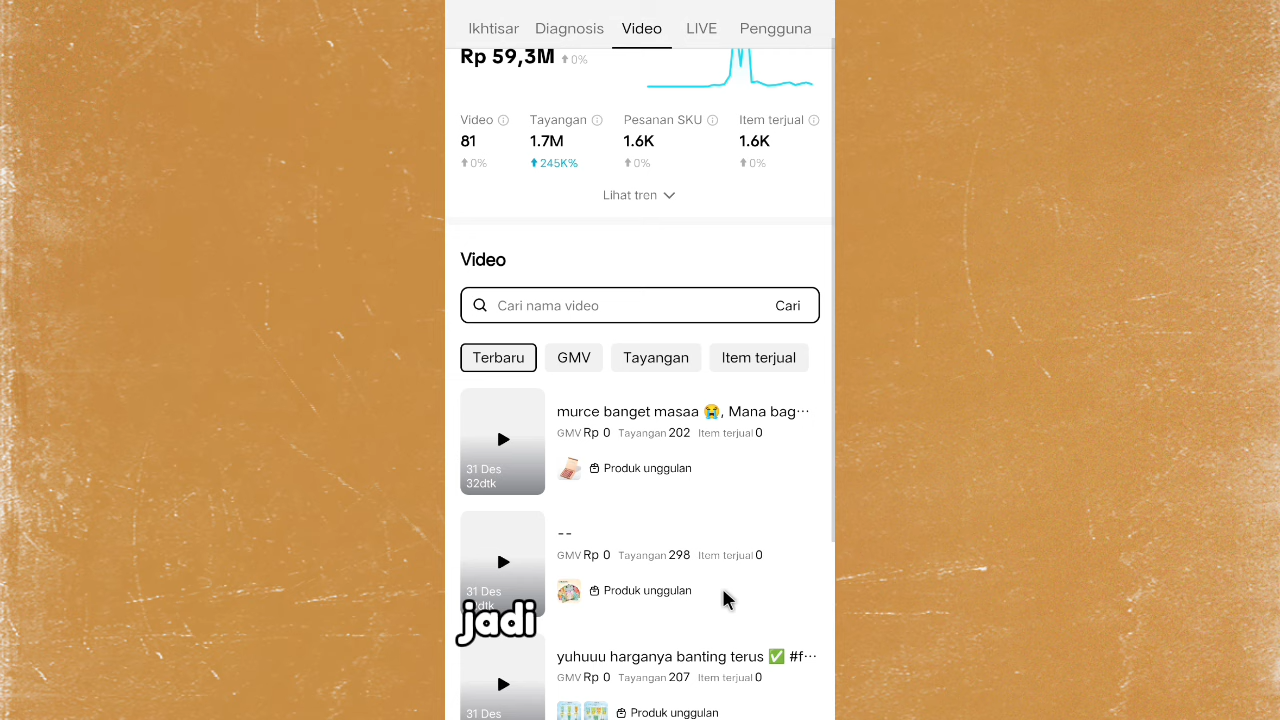 Ikhtisar Diagnosis Video LIVE Pengguna
Rp 59,3M 0%
Video Tayangan Pesanan SKU Item terjual
81 1.7M 1.6K 1.6K
0% 245K% 0% 0%
Lihat tren
Video
Cari nama video Cari
Terbaru GMV Tayangan Item terjual
murce banget masaa 😭, Mana bag···
GMV Rp 0 Tayangan 202 Item terjual 0
Produk unggulan
31 Des
32dtk
--
GMV Rp 0 Tayangan 298 Item terjual 0
Produk unggulan
31 Des
jadi
yuhuuu harganya banting terus ✅ #f···
GMV Rp 0 Tayangan 207 Item terjual 0
Produk unggulan
31 Des